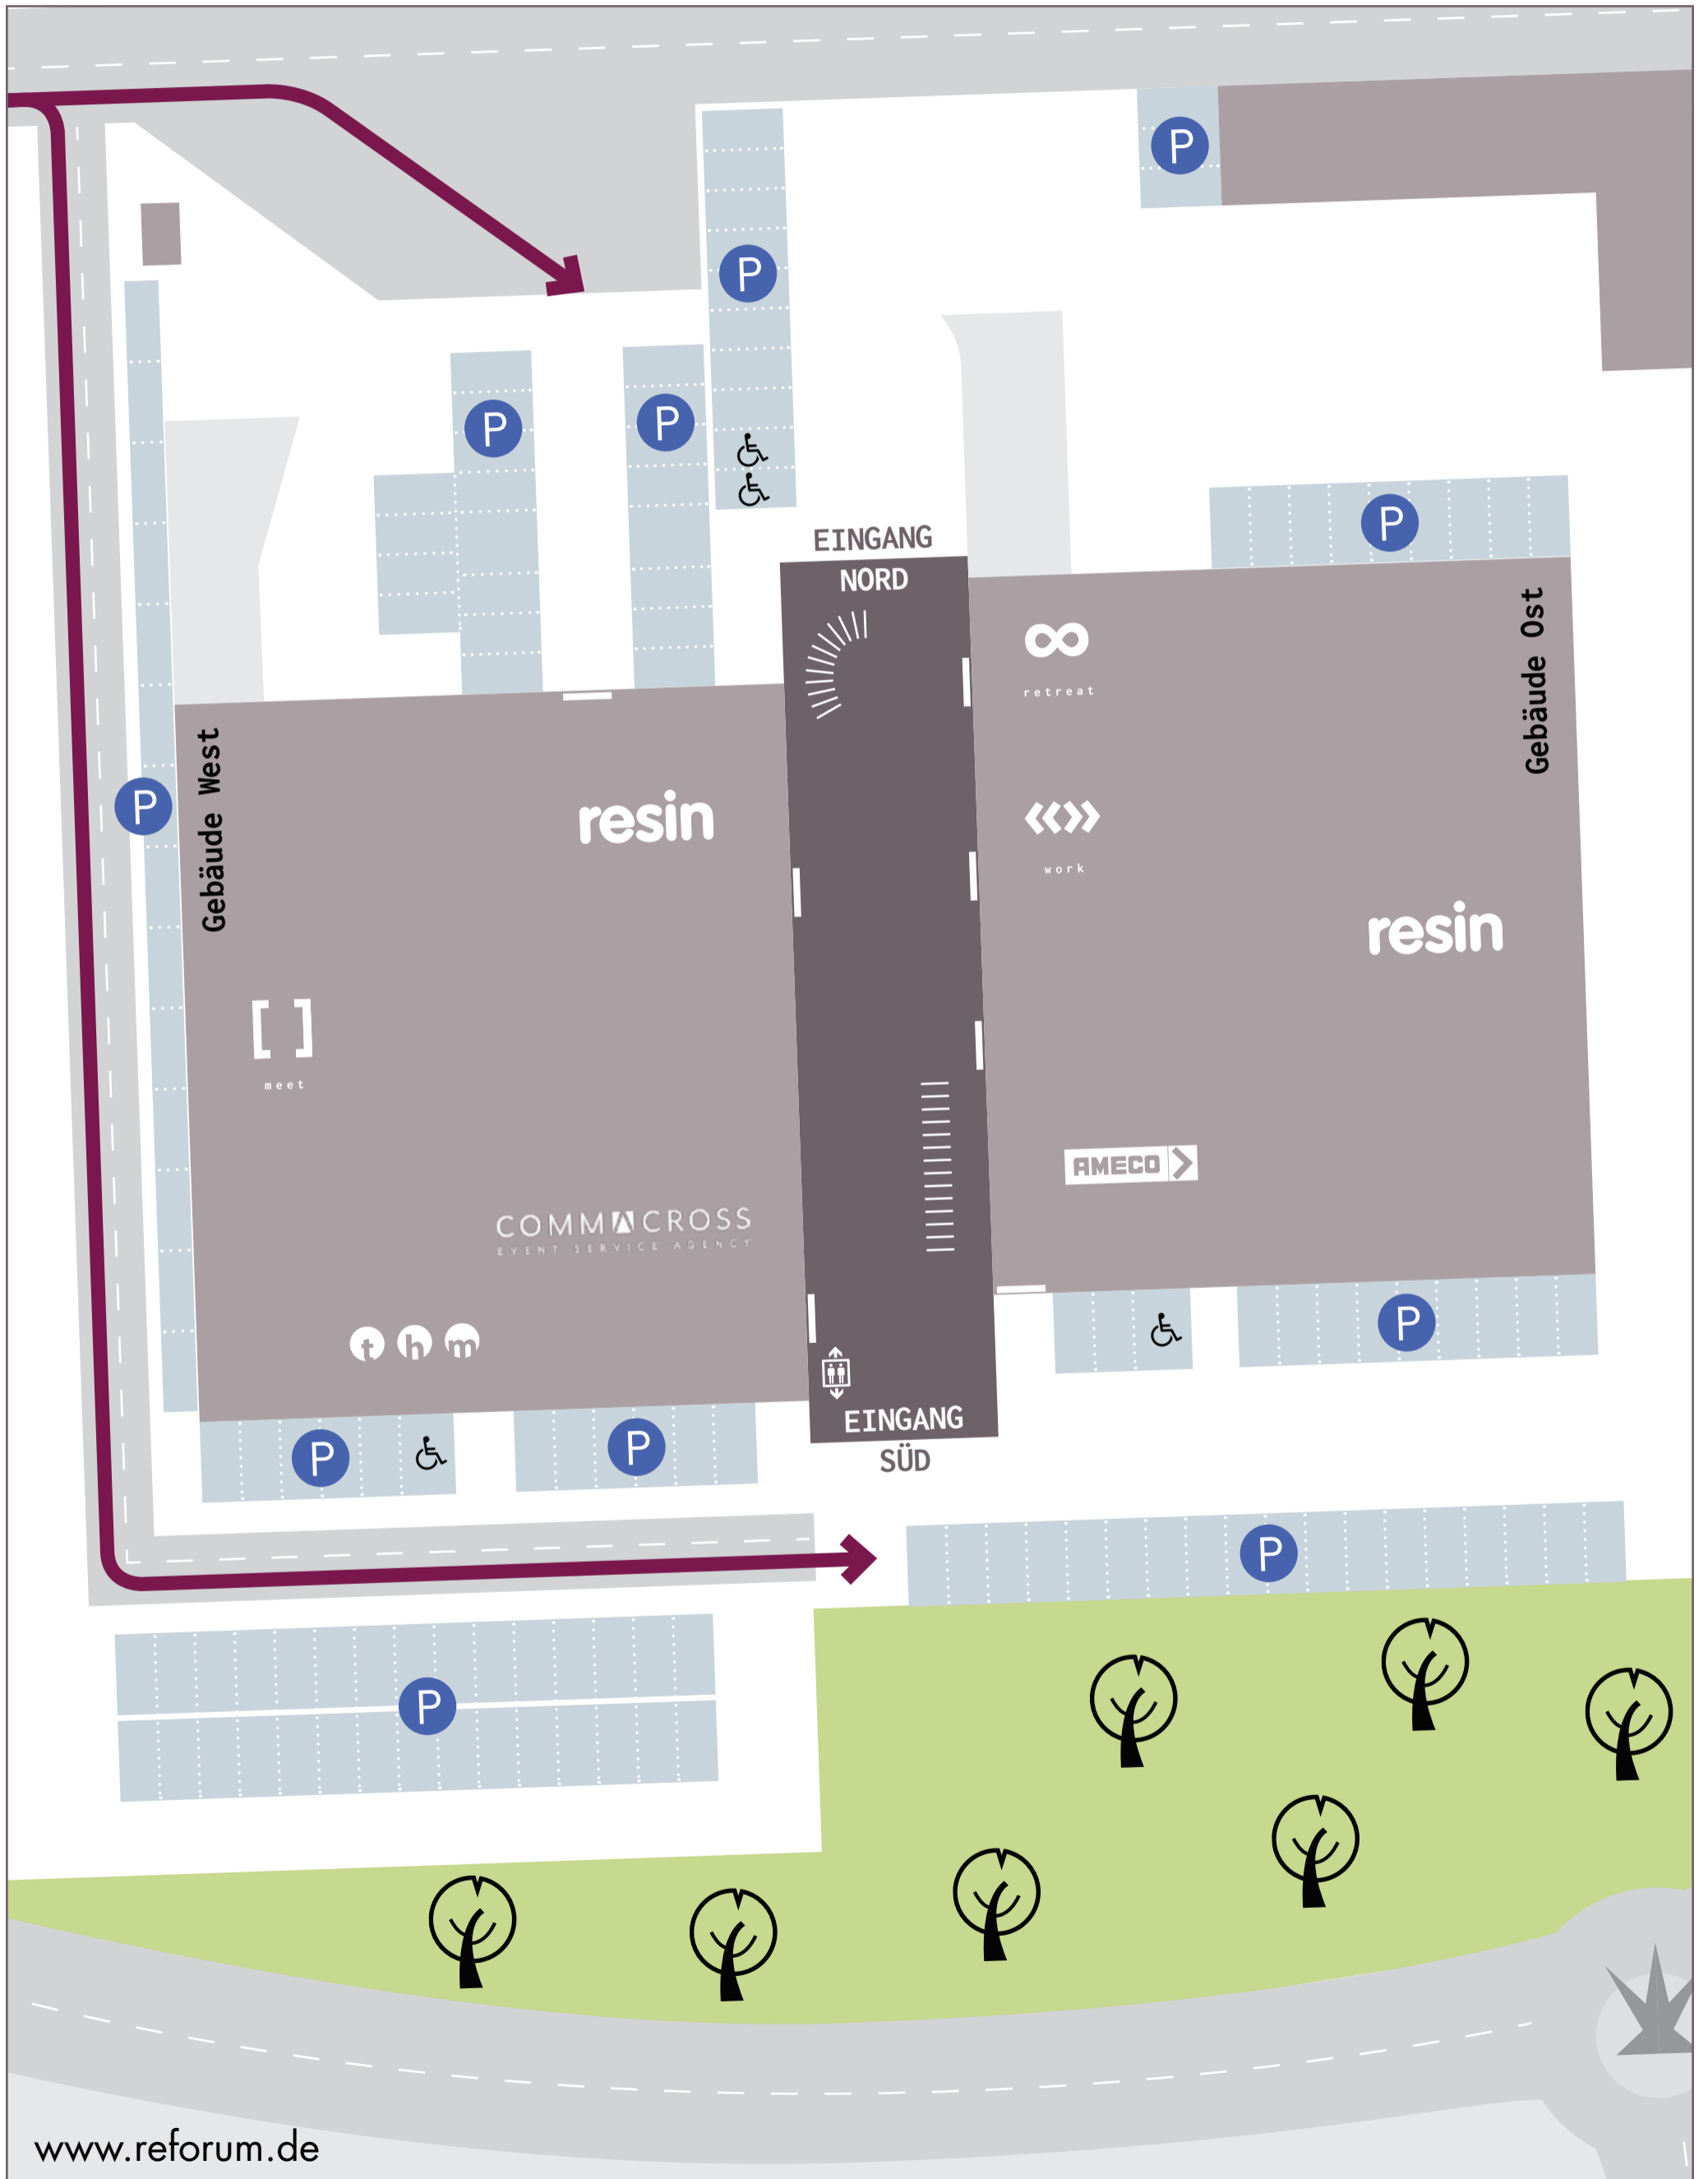 P
P
P
P
P
EINGANG
NORD
P
retreat
Gebäude Ost
Gebäude West
P
resin
work
resin
[ ]
meet
AMECO
COMMACROSS
EVENT SERVICE AGENCY
t h m
P
EINGANG
SÜD
P
P
P
P
www.reforum.de